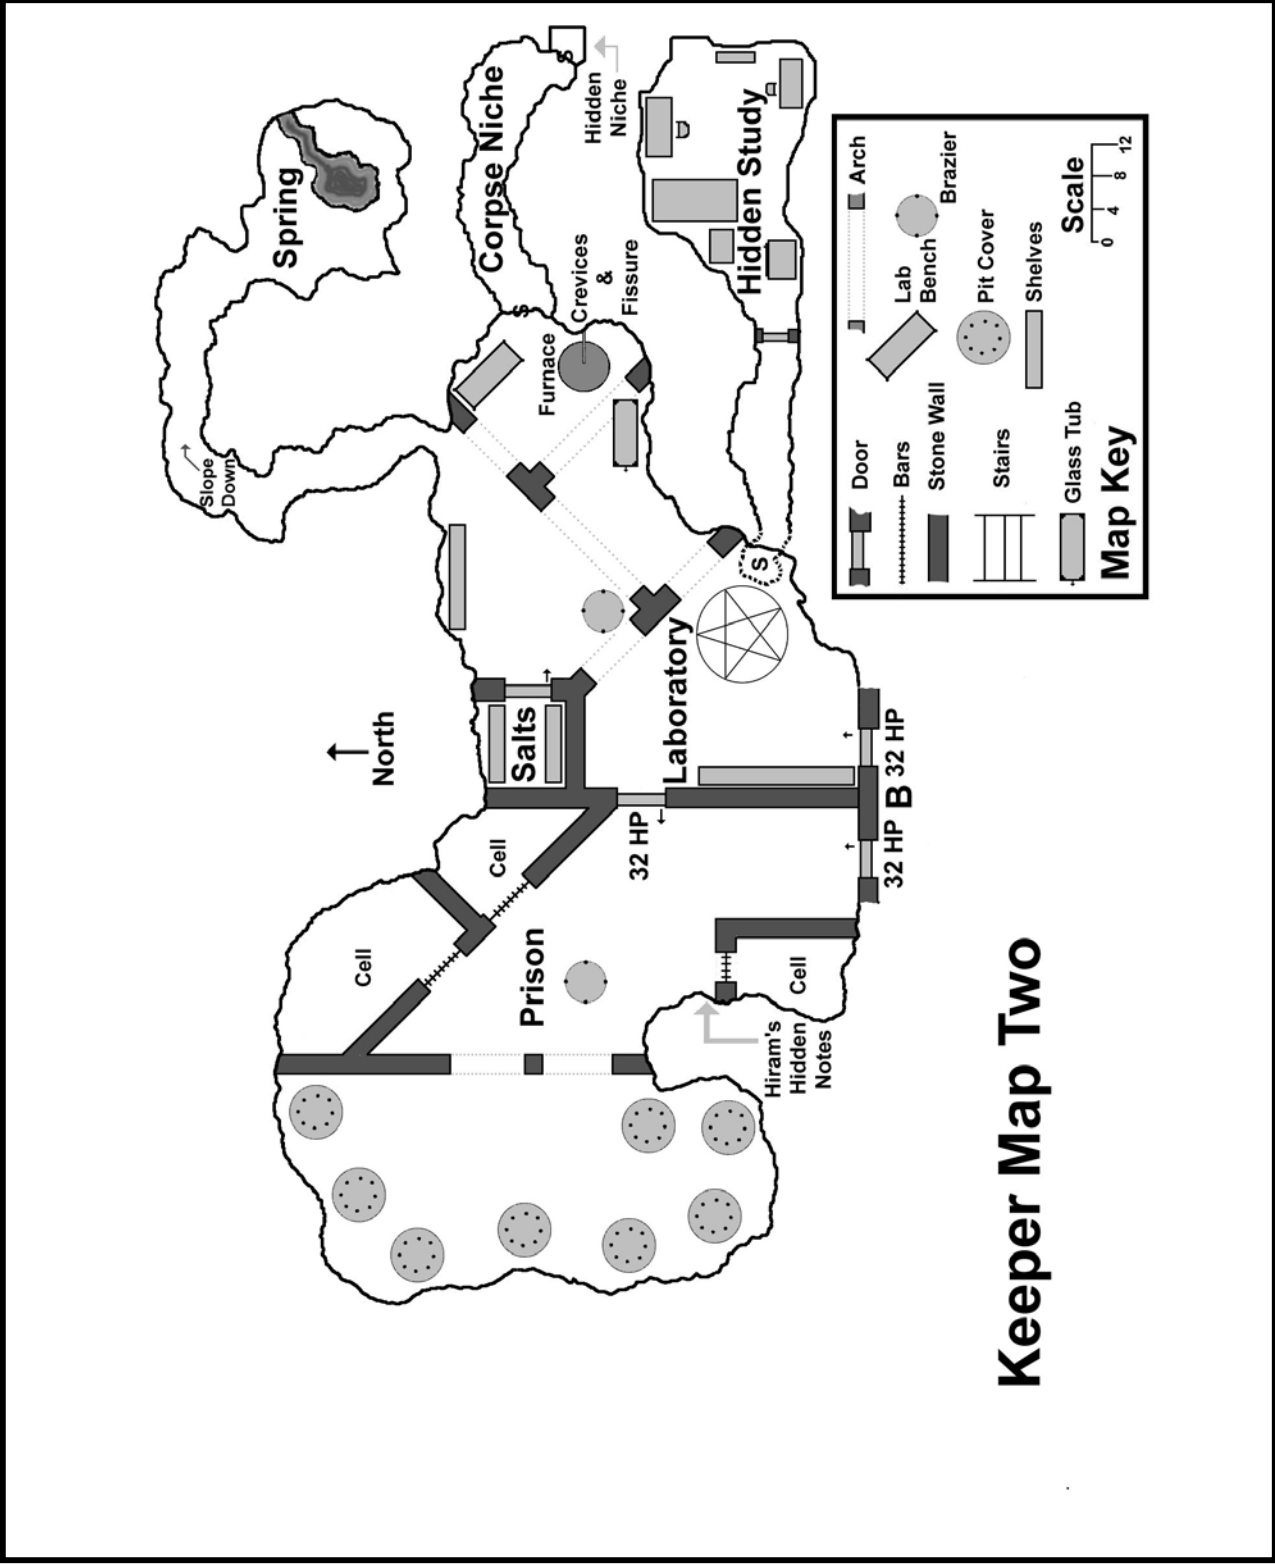 Keeper Map Two
Spring
Slope
Down
North
Corpse Niche
Hidden
Niche
S
S
Crevices
&
Fissure
Furnace
Hidden Study
S
Salts
Laboratory
Cell
Cell
Prison
32 HP
32 HP
B
32 HP
Cell
Hiram's
Hidden
Notes
Door
Bars
Stone Wall
Stairs
Glass Tub
Arch
Lab
Bench
Brazier
Pit Cover
Shelves
Scale
0
4
8
12
Map Key